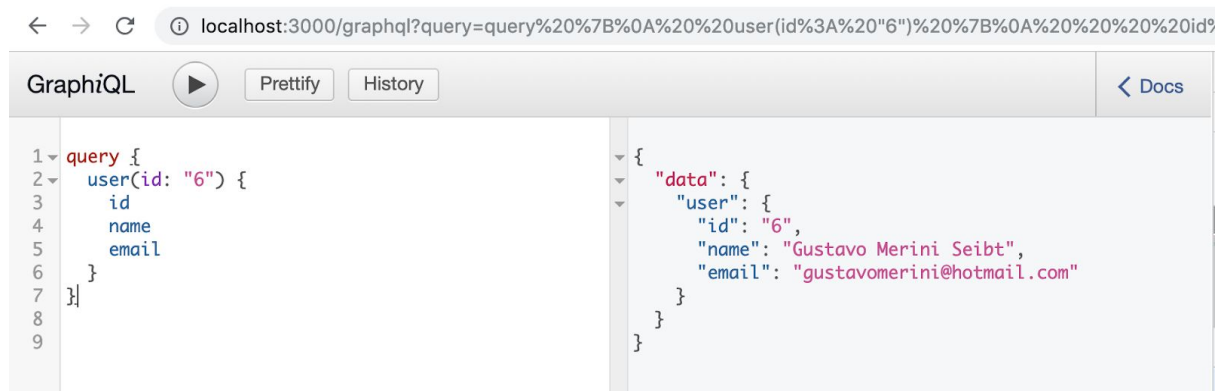 localhost:3000/graphql?query=query%20%7B%0A%20%20user(id%3A%20"6")%20%7B%0A%20%20%20%20id%
GraphiQL Prettify History Docs
1 query {
2 user(id: "6") {
3 id
4 name
5 email
6 }
7 }
8
9
{
"data": {
"user": {
"id": "6",
"name": "Gustavo Merini Seibt",
"email": "gustavomerini@hotmail.com"
}
}
}